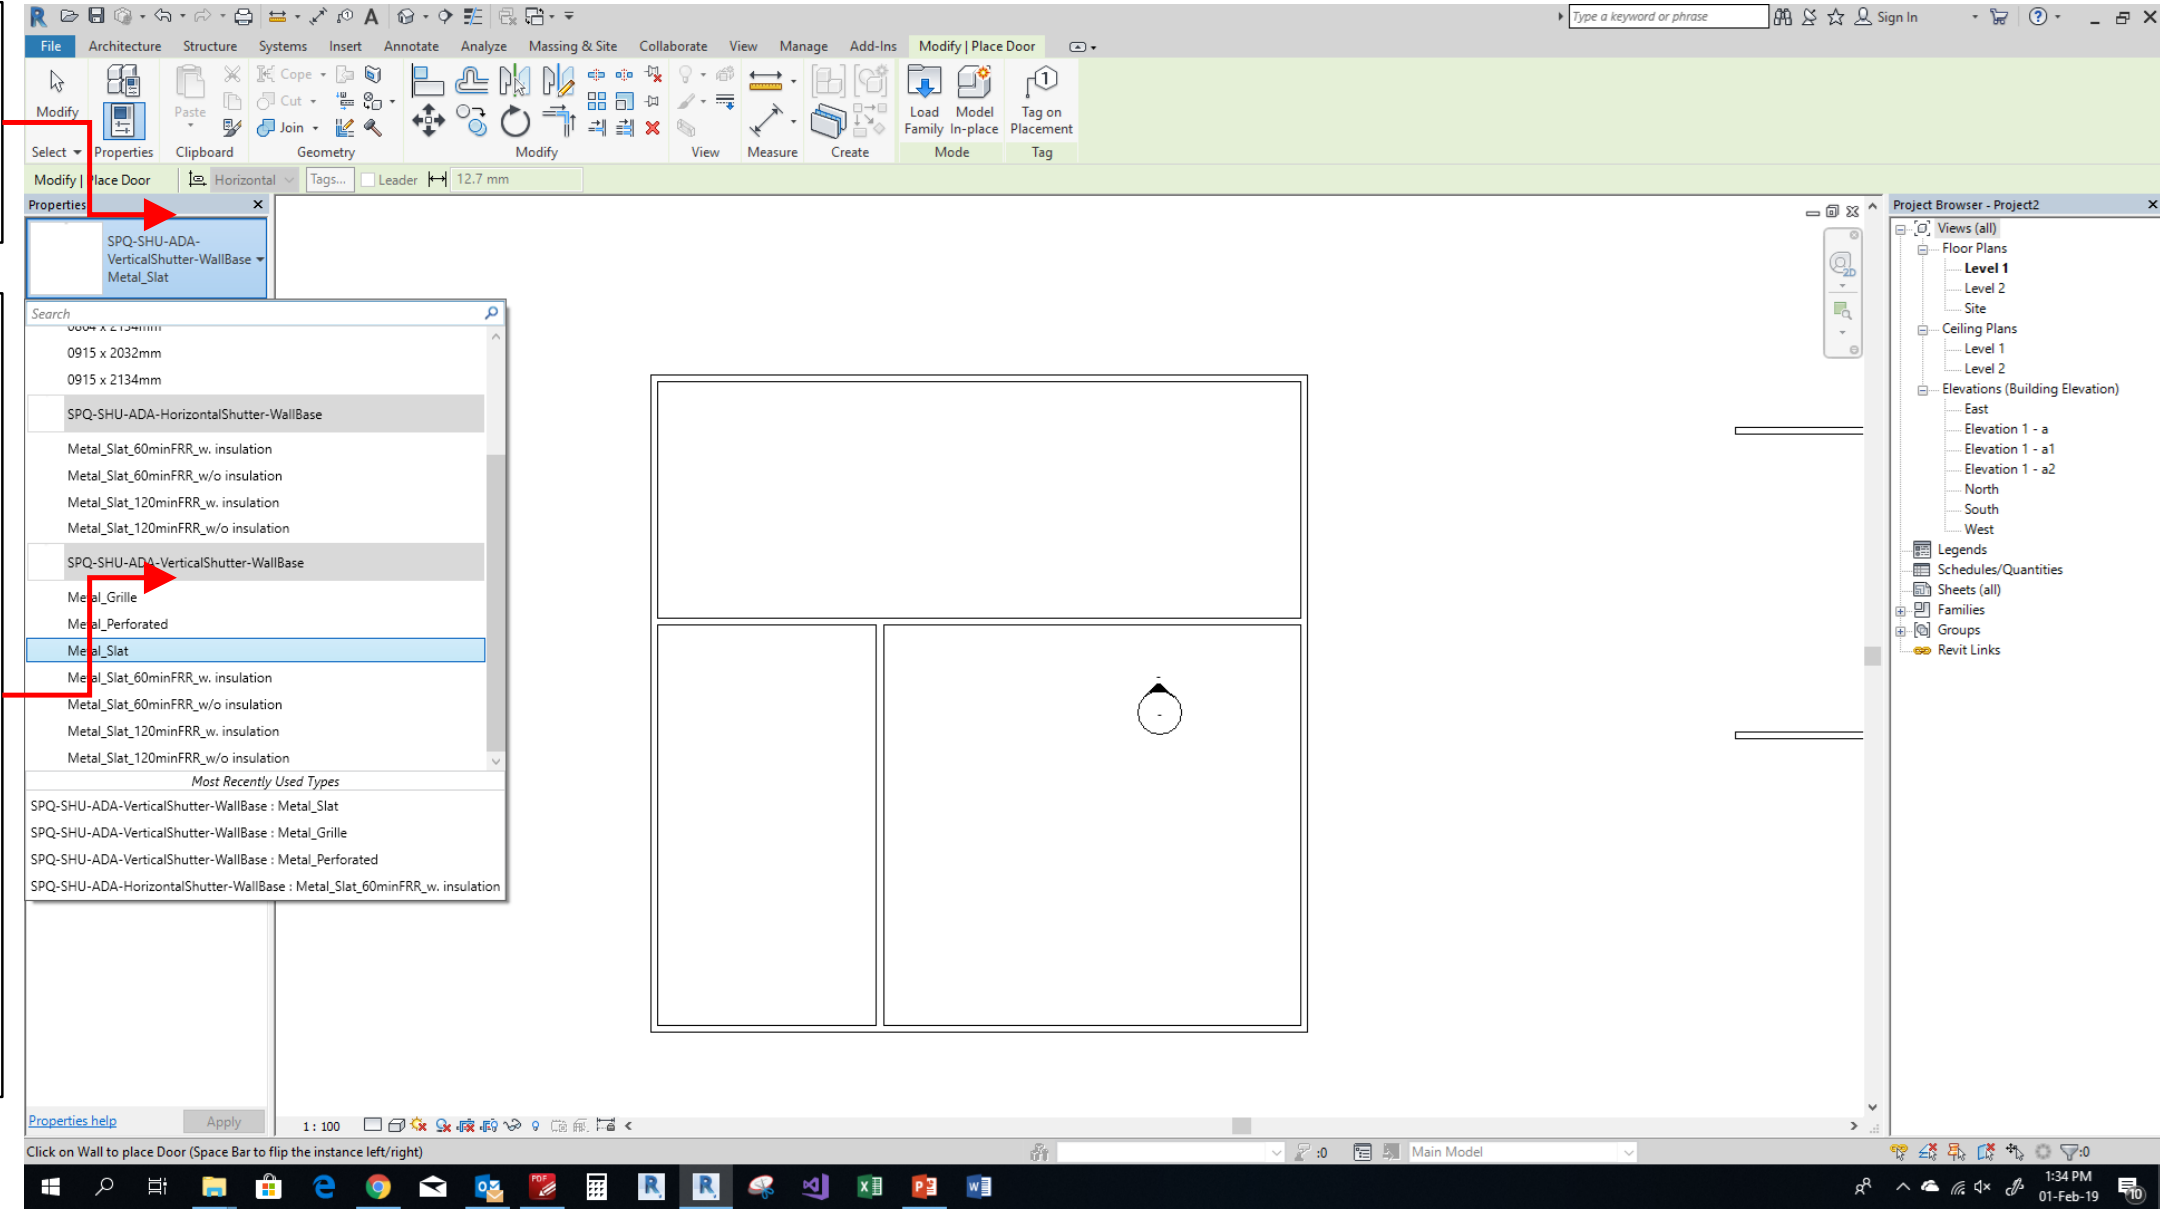 Type a keyword or phrase
Sign In
File Architecture Structure Systems Insert Annotate Analyze Massing & Site Collaborate View Manage Add-Ins Modify | Place Door
Modify
Paste
Cope
Cut
Join
Load Family
Model In-place
Tag on Placement
Select Properties Clipboard Geometry Modify View Measure Create Mode Tag
Modify | Place Door Horizontal Tags... Leader 12.7 mm
Properties
SPQ-SHU-ADA-
VerticalShutter-WallBase
Metal_Slat
Search
0864 x 2134mm
0915 x 2032mm
0915 x 2134mm
SPQ-SHU-ADA-HorizontalShutter-WallBase
Metal_Slat_60minFRR_w. insulation
Metal_Slat_60minFRR_w/o insulation
Metal_Slat_120minFRR_w. insulation
Metal_Slat_120minFRR_w/o insulation
SPQ-SHU-ADA-VerticalShutter-WallBase
Metal_Grille
Metal_Perforated
Metal_Slat
Metal_Slat_60minFRR_w. insulation
Metal_Slat_60minFRR_w/o insulation
Metal_Slat_120minFRR_w. insulation
Metal_Slat_120minFRR_w/o insulation
Most Recently Used Types
SPQ-SHU-ADA-VerticalShutter-WallBase : Metal_Slat
SPQ-SHU-ADA-VerticalShutter-WallBase : Metal_Grille
SPQ-SHU-ADA-VerticalShutter-WallBase : Metal_Perforated
SPQ-SHU-ADA-HorizontalShutter-WallBase : Metal_Slat_60minFRR_w. insulation
Properties help
Apply
1 : 100
2D
Project Browser - Project2
Views (all)
Floor Plans
Level 1
Level 2
Site
Ceiling Plans
Level 1
Level 2
Elevations (Building Elevation)
East
Elevation 1 - a
Elevation 1 - a1
Elevation 1 - a2
North
South
West
Legends
Schedules/Quantities
Sheets (all)
Families
Groups
Revit Links
Click on Wall to place Door (Space Bar to flip the instance left/right)
:0
Main Model
:0
1:34 PM
01-Feb-19
10